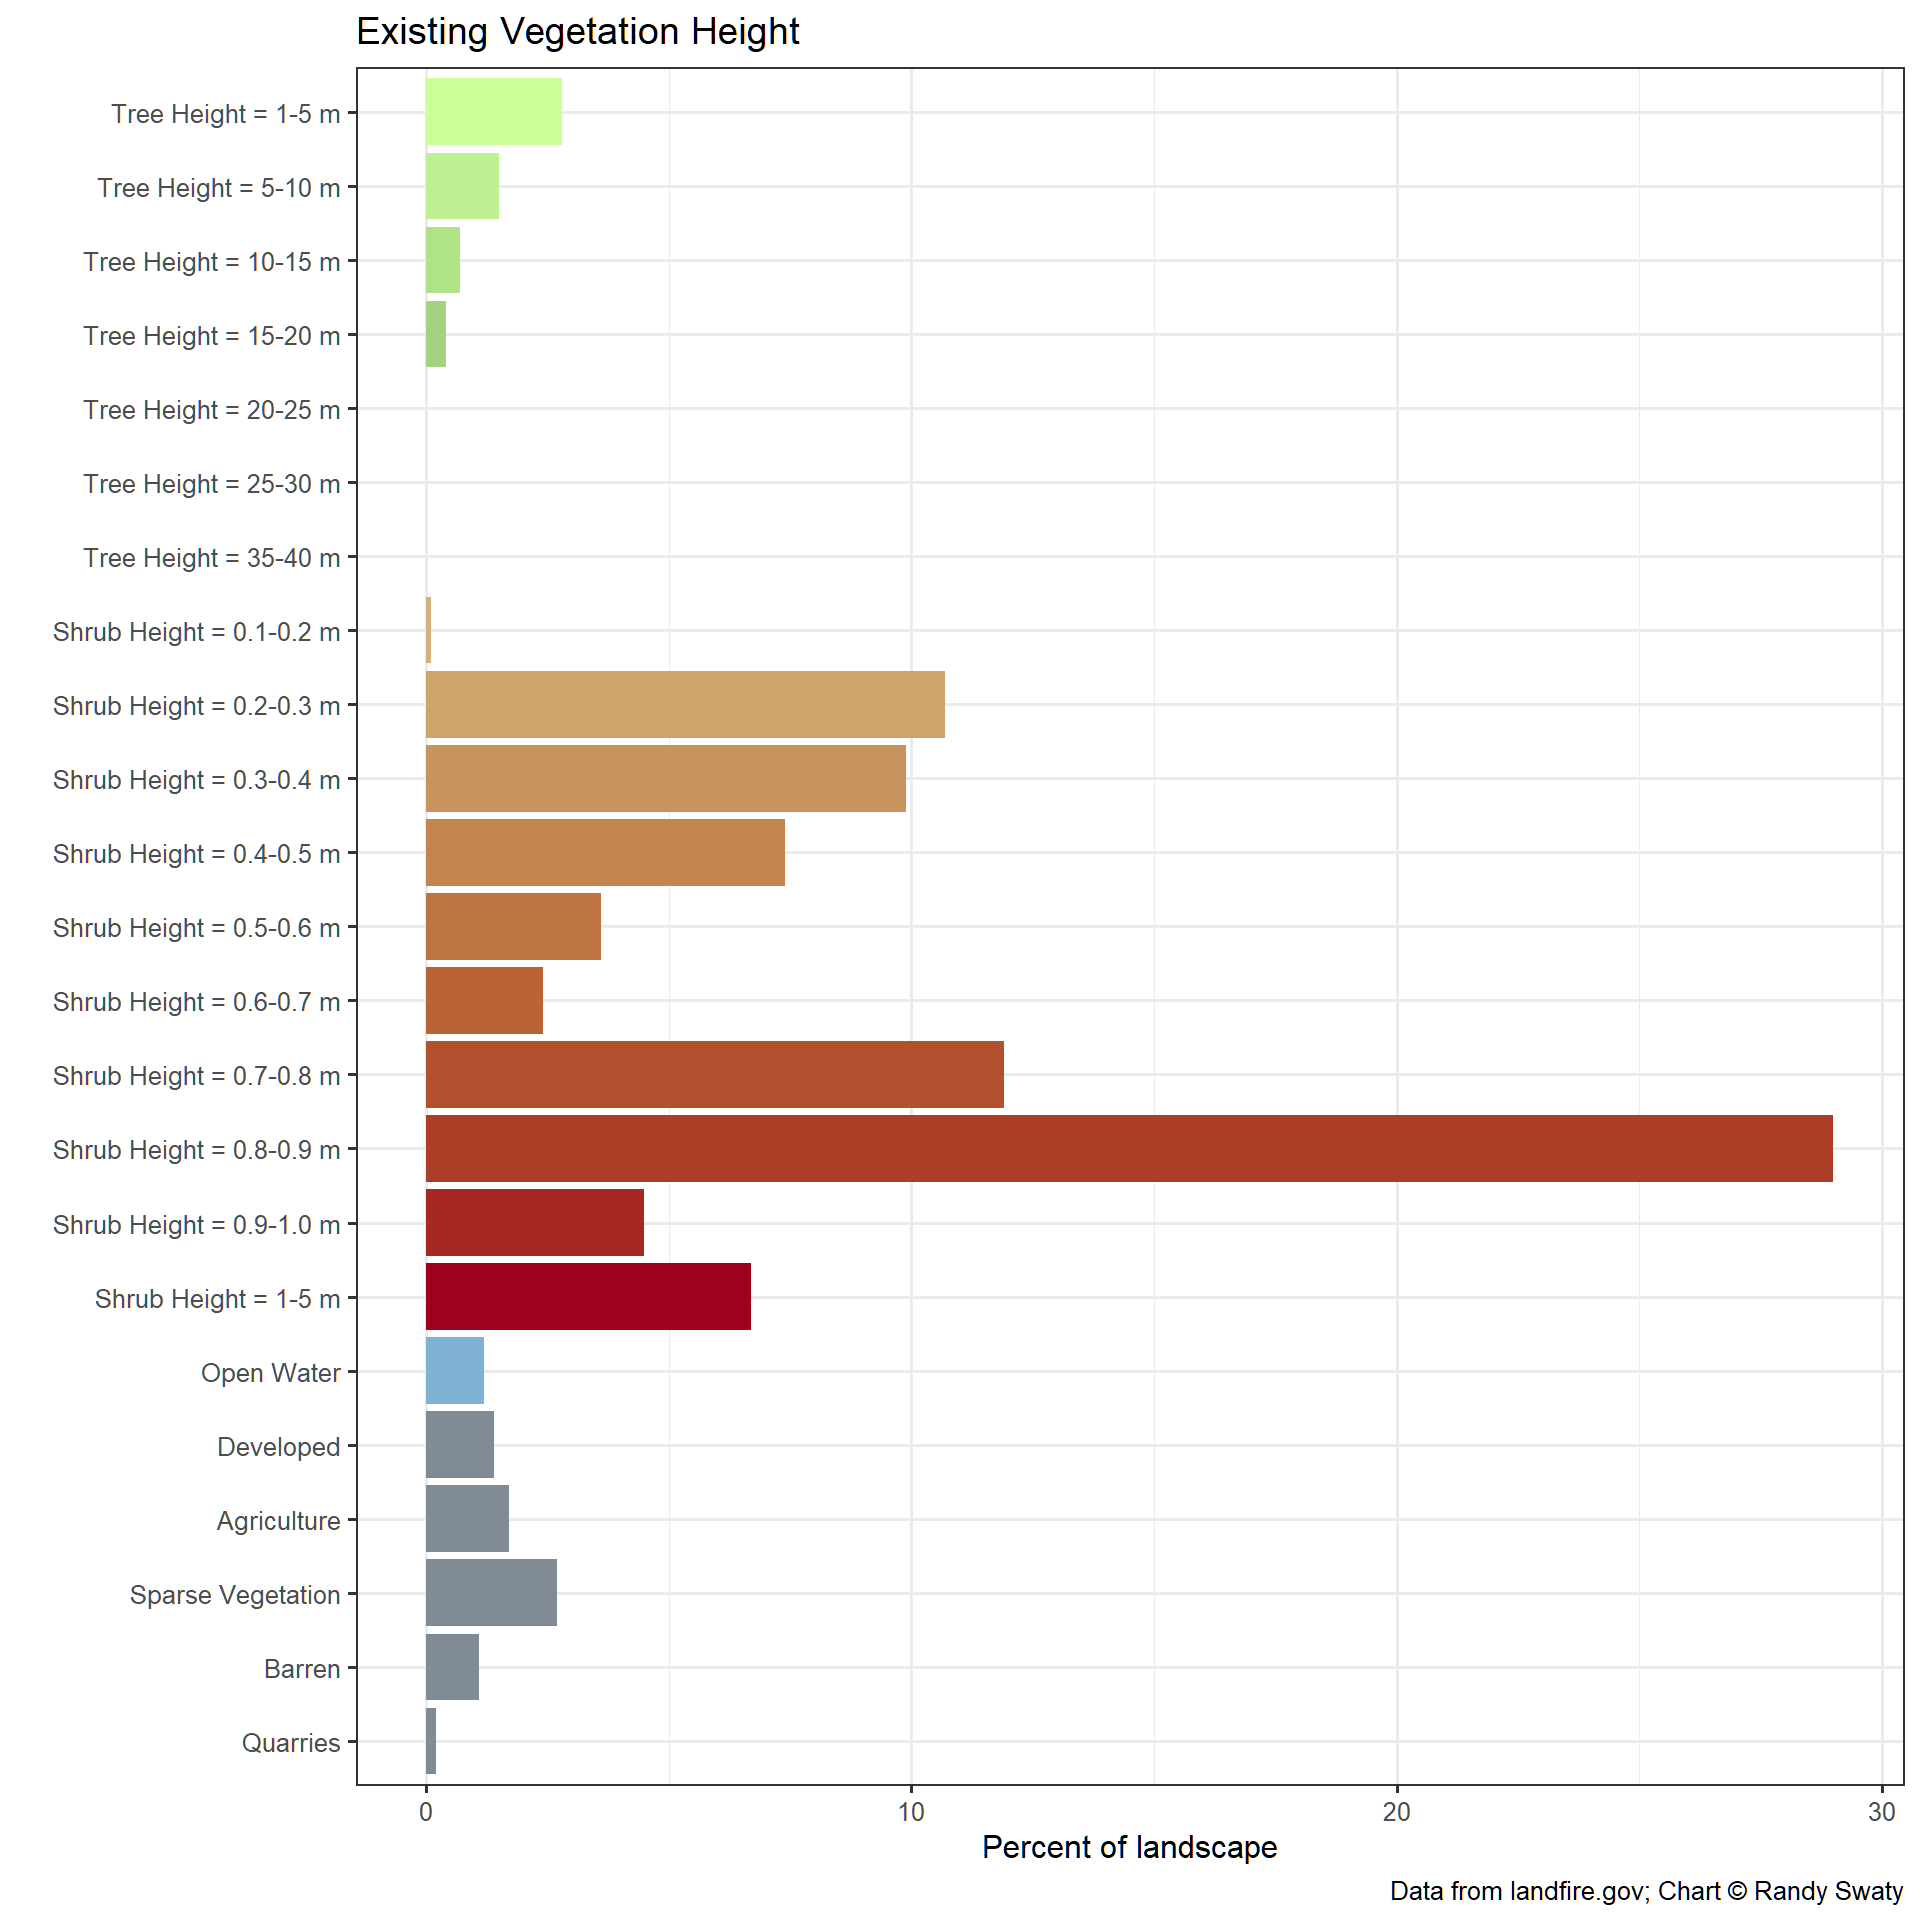 Existing Vegetation Height
Tree Height = 1-5 m
Tree Height = 5-10 m
Tree Height = 10-15 m
Tree Height = 15-20 m
Tree Height = 20-25 m
Tree Height = 25-30 m
Tree Height = 35-40 m
Shrub Height = 0.1-0.2 m
Shrub Height = 0.2-0.3 m
Shrub Height = 0.3-0.4 m
Shrub Height = 0.4-0.5 m
Shrub Height = 0.5-0.6 m
Shrub Height = 0.6-0.7 m
Shrub Height = 0.7-0.8 m
Shrub Height = 0.8-0.9 m
Shrub Height = 0.9-1.0 m
Shrub Height = 1-5 m
Open Water
Developed
Agriculture
Sparse Vegetation
Barren
Quarries
0 10 20 30
Percent of landscape
Data from landfire.gov; Chart © Randy Swaty